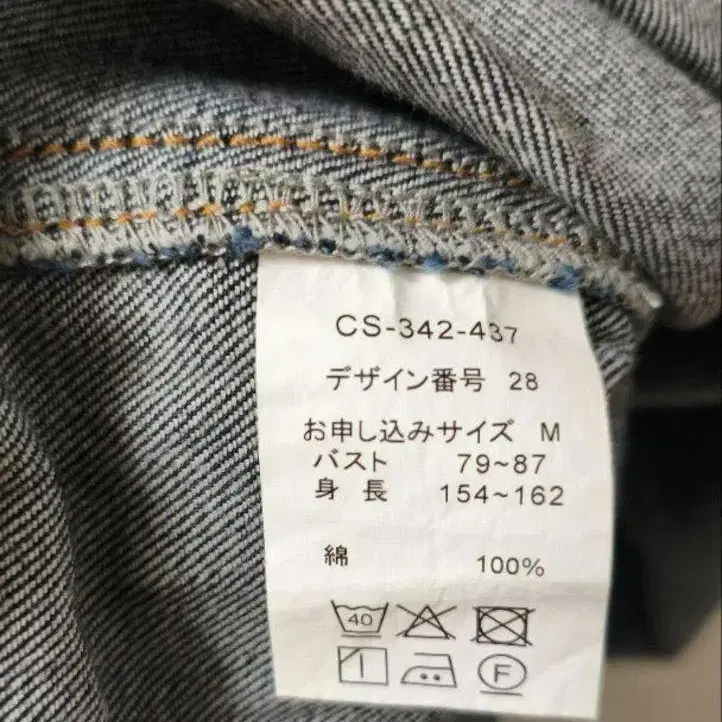 CS-342-437
デザイン番号 28
お申し込みサイズ M
バスト 79~87
身 長 154~162
綿 100%
40
F